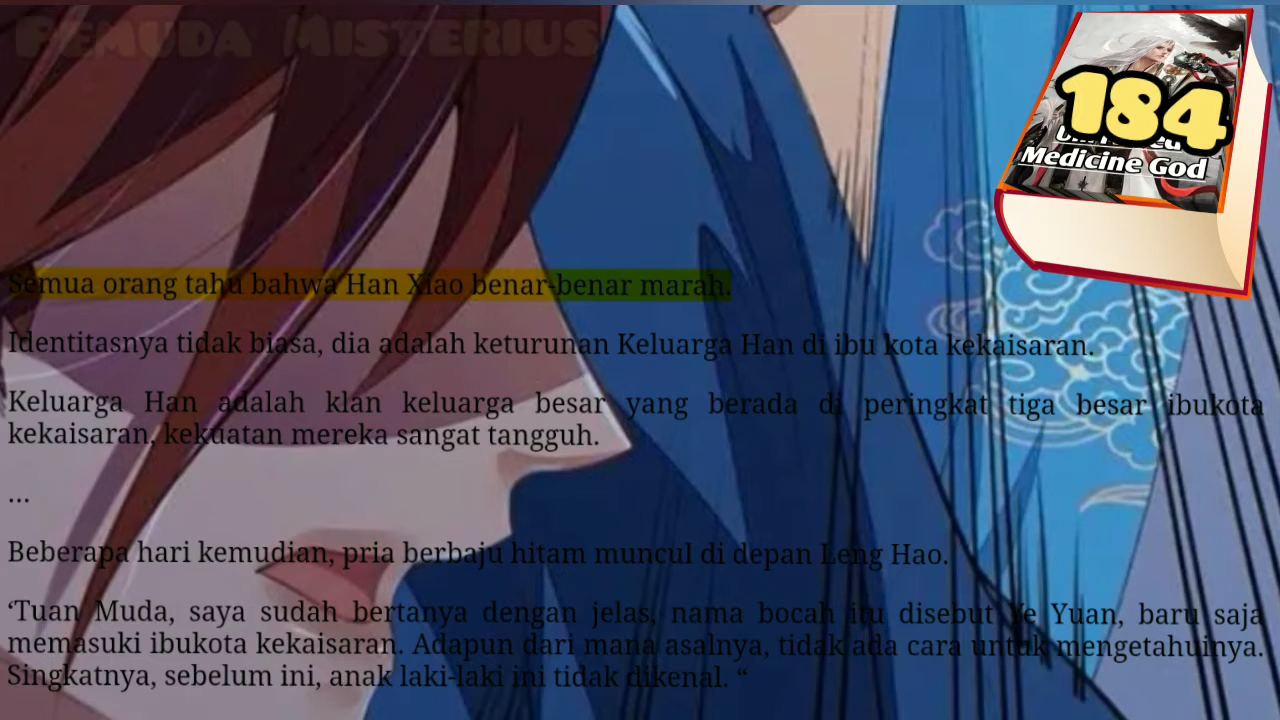 Pemuda Misterius
184
Medicine God
Semua orang tahu bahwa Han Xiao benar-benar marah.
Identitasnya tidak biasa, dia adalah keturunan Keluarga Han di ibu kota kekaisaran.
Keluarga Han adalah klan keluarga besar yang berada di peringkat tiga besar ibukota
kekaisaran, kekuatan mereka sangat tangguh.
...
Beberapa hari kemudian, pria berbaju hitam muncul di depan Leng Hao.
‘Tuan Muda, saya sudah bertanya dengan jelas, nama bocah itu disebut Ye Yuan, baru saja
memasuki ibukota kekaisaran. Adapun dari mana asalnya, tidak ada cara untuk mengetahuinya.
Singkatnya, sebelum ini, anak laki-laki ini tidak dikenal. “